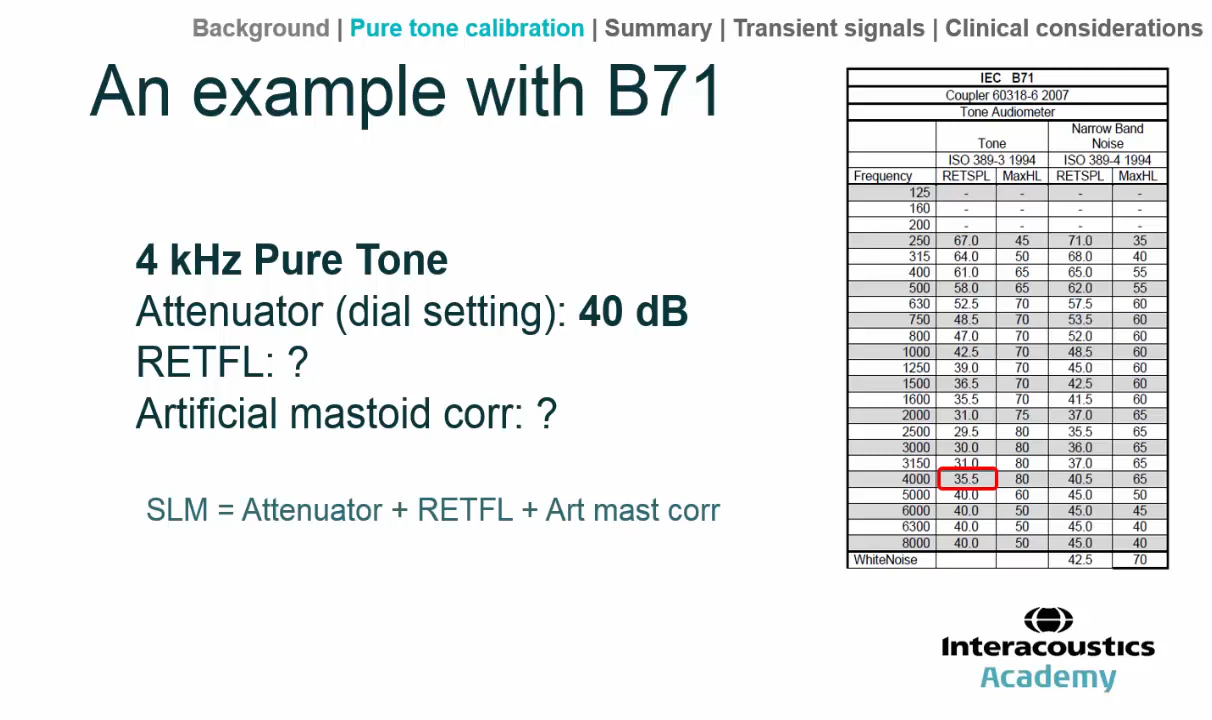 Background | Pure tone calibration | Summary | Transient signals | Clinical considerations
An example with B71
4 kHz Pure Tone
Attenuator (dial setting): 40 dB
RETFL: ?
Artificial mastoid corr: ?
SLM = Attenuator + RETFL + Art mast corr
IEC B71
Coupler 60318-6 2007
Tone Audiometer
Tone Narrow Band Noise
ISO 389-3 1994 ISO 389-4 1994
Frequency RETSPL MaxHL RETSPL MaxHL
125 - - - -
160 - - - -
200 - - - -
250 67.0 45 71.0 35
315 64.0 50 68.0 40
400 61.0 65 65.0 55
500 58.0 65 62.0 55
630 52.5 70 57.5 60
750 48.5 70 53.5 60
800 47.0 70 52.0 60
1000 42.5 70 48.5 60
1250 39.0 70 45.0 60
1500 36.5 70 42.5 60
1600 35.5 70 41.5 60
2000 31.0 75 37.0 65
2500 29.5 80 35.5 65
3000 30.0 80 36.0 65
3150 31.0 80 37.0 65
4000 35.5 80 40.5 65
5000 40.0 60 45.0 50
6000 40.0 50 45.0 45
6300 40.0 50 45.0 40
8000 40.0 50 45.0 40
WhiteNoise 42.5 70
Interacoustics
Academy